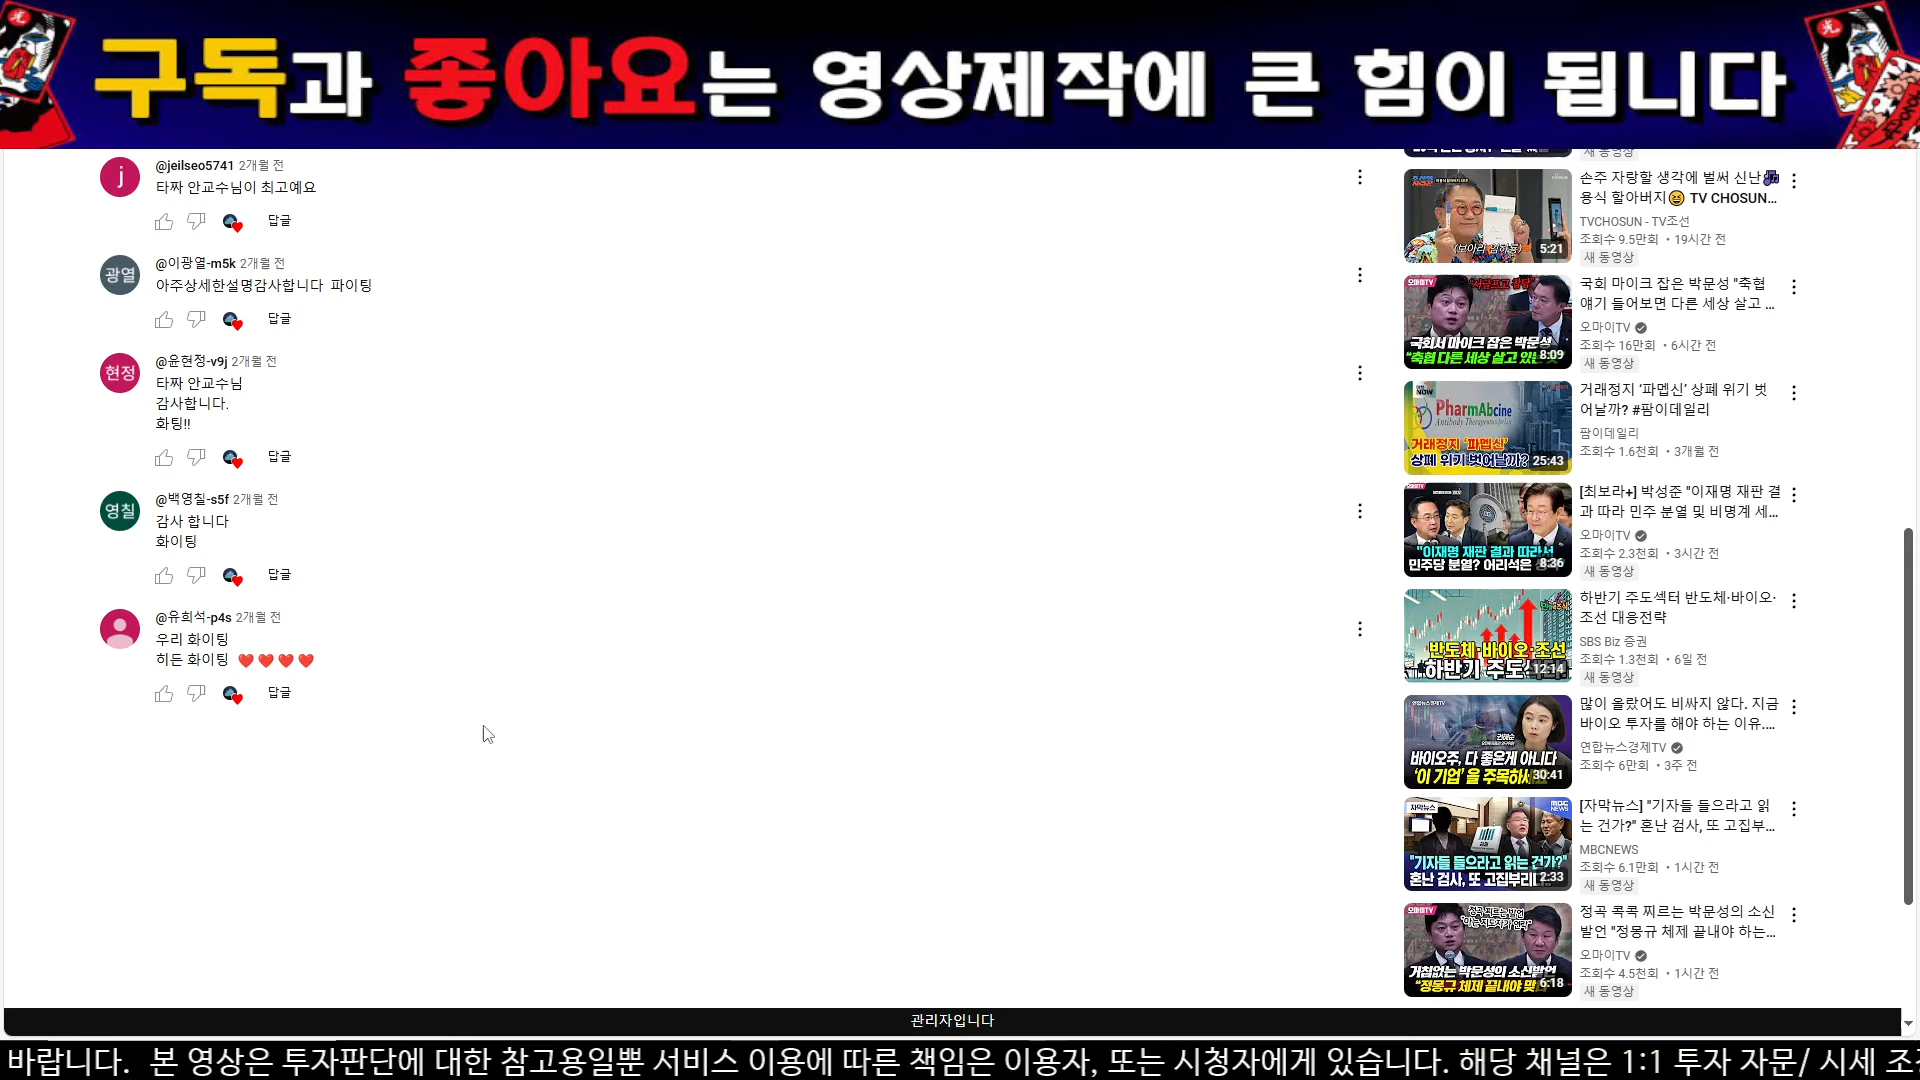 구독과 좋아요는 영상제작에 큰 힘이 됩니다
@jeilseo5741 2개월 전
타짜 안교수님이 최고예요
답글
광열
@이광열-m5k 2개월 전
아주상세한설명감사합니다 파이팅
답글
현정
@윤현정-v9j 2개월 전
타짜 안교수님
감사합니다.
화팅!!
답글
영칠
@백영칠-s5f 2개월 전
감사 합니다
화이팅
답글
@유희석-p4s 2개월 전
우리 화이팅
히든 화이팅 ❤️❤️❤️❤️
답글
새 동영상
5:21
손주 자랑할 생각에 벌써 신난🎶
용식 할아버지😆 TV CHOSUN...
TVCHOSUN - TV조선
조회수 9.5만회 • 19시간 전
새 동영상
오마이TV
국회서 마이크 잡은 박문성
8:09
국회 마이크 잡은 박문성 "축협
얘기 들어보면 다른 세상 살고 ...
오마이TV
조회수 16만회 • 6시간 전
새 동영상
NOW
PharmAbcine
Antibody Therapeutics for Life
거래정지 '파멥신'
상폐 위기 벗어날까?
25:43
거래정지 ‘파멥신’ 상폐 위기 벗
어날까? #팜이데일리
팜이데일리
조회수 1.6천회 • 3개월 전
"이재명 재판 결과 따라서
민주당 분열? 어리석은
8:36
[최보라+] 박성준 "이재명 재판 결
과 따라 민주 분열 및 비명계 세...
오마이TV
조회수 2.3천회 • 3시간 전
새 동영상
반도체·바이오·조선
하반기 주도
12:14
하반기 주도섹터 반도체·바이오·
조선 대응전략
SBS Biz 증권
조회수 1.3천회 • 6일 전
새 동영상
바이오주, 다 좋은게 아니다
'이 기업'을 주목하
30:41
많이 올랐어도 비싸지 않다. 지금
바이오 투자를 해야 하는 이유....
연합뉴스경제TV
조회수 6만회 • 3주 전
자막뉴스
MBC NEWS
"기자들 들으라고 읽는 건가?"
혼난 검사, 또 고집부리
2:33
[자막뉴스] "기자들 들으라고 읽
는 건가?" 혼난 검사, 또 고집부...
MBCNEWS
조회수 6.1만회 • 1시간 전
새 동영상
오마이TV
거침없는 박문성의 소신발언
"정몽규 체제 끝내야 맞
6:18
정곡 콕콕 찌르는 박문성의 소신
발언 "정몽규 체제 끝내야 하는...
오마이TV
조회수 4.5천회 • 1시간 전
새 동영상
관리자입니다
바랍니다. 본 영상은 투자판단에 대한 참고용일뿐 서비스 이용에 따른 책임은 이용자, 또는 시청자에게 있습니다. 해당 채널은 1:1 투자 자문/ 시세 조